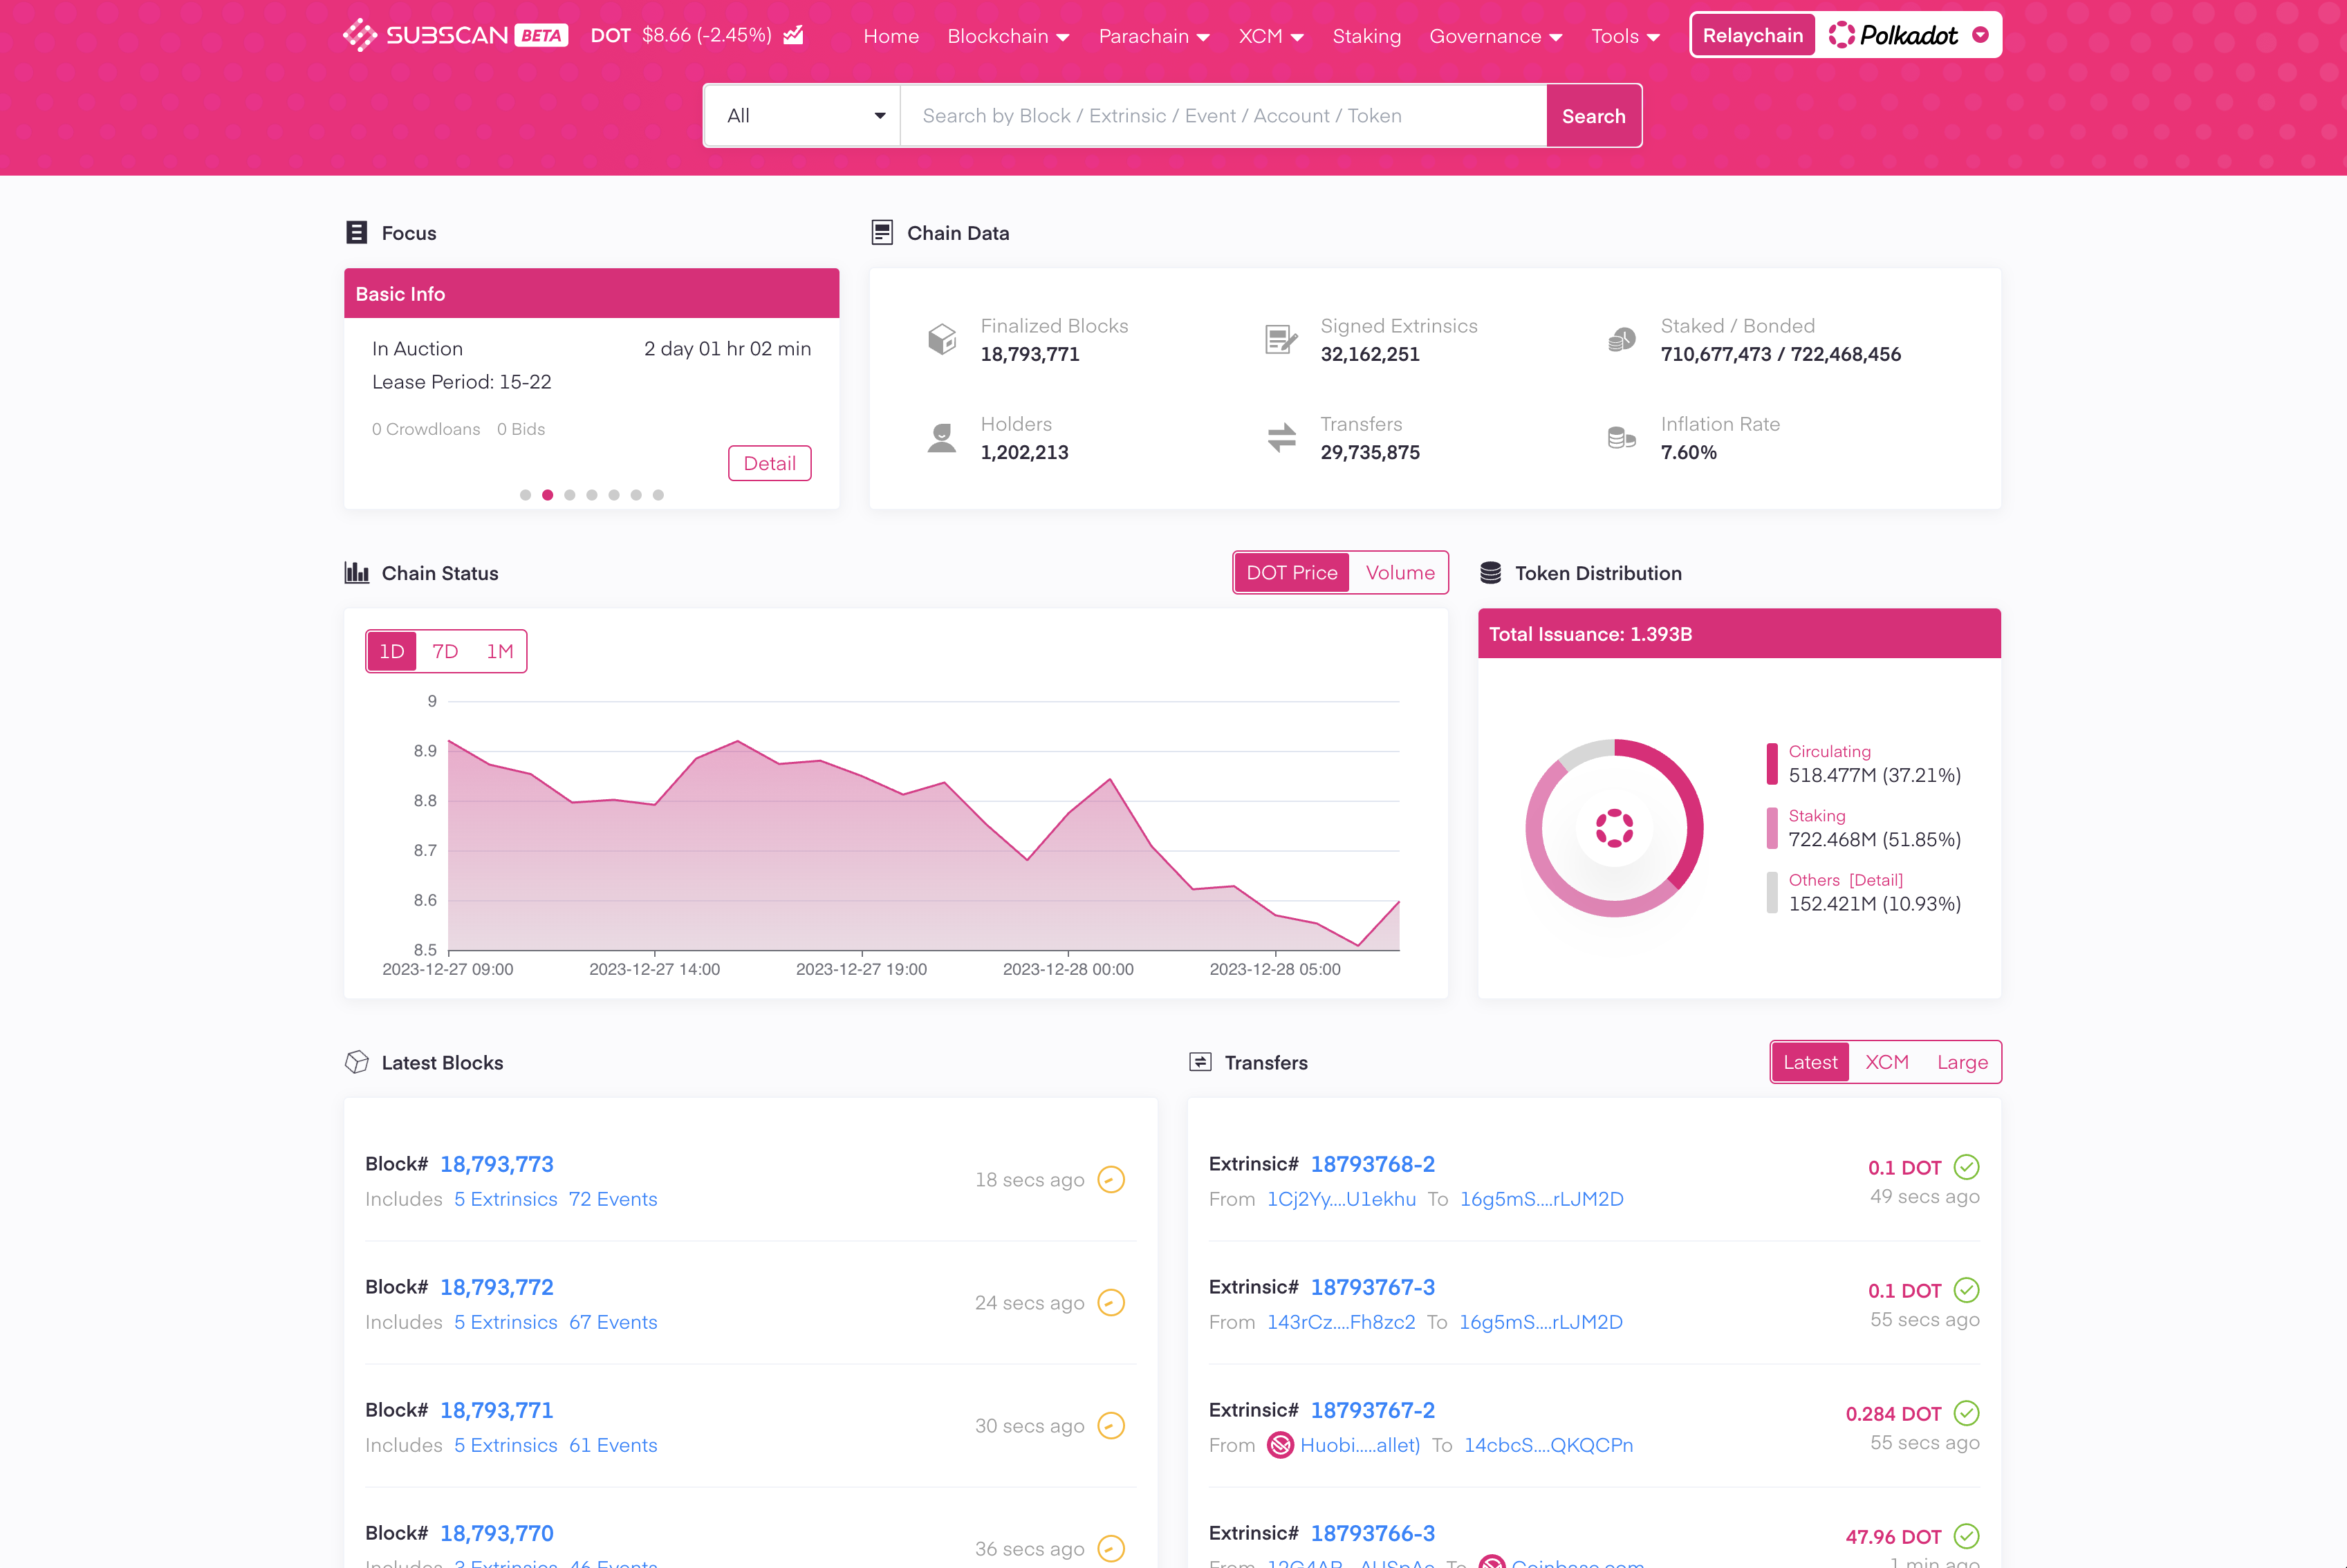 SUBSCAN BETA DOT $8.66 (-2.45%) Home Blockchain Parachain XCM Staking Governance Tools Relaychain Polkadot
All Search by Block / Extrinsic / Event / Account / Token Search
Focus
Basic Info
In Auction 2 day 01 hr 02 min
Lease Period: 15-22
0 Crowdloans 0 Bids
Detail
Chain Data
Finalized Blocks
18,793,771
Signed Extrinsics
32,162,251
Staked / Bonded
710,677,473 / 722,468,456
Holders
1,202,213
Transfers
29,735,875
Inflation Rate
7.60%
Chain Status DOT Price Volume
1D 7D 1M
9
8.9
8.8
8.7
8.6
8.5
2023-12-27 09:00 2023-12-27 14:00 2023-12-27 19:00 2023-12-28 00:00 2023-12-28 05:00
Token Distribution
Total Issuance: 1.393B
Circulating
518.477M (37.21%)
Staking
722.468M (51.85%)
Others [Detail]
152.421M (10.93%)
Latest Blocks
Block# 18,793,773
Includes 5 Extrinsics 72 Events
18 secs ago
Block# 18,793,772
Includes 5 Extrinsics 67 Events
24 secs ago
Block# 18,793,771
Includes 5 Extrinsics 61 Events
30 secs ago
Block# 18,793,770
Includes 3 Extrinsics 46 Events
36 secs ago
Transfers Latest XCM Large
Extrinsic# 18793768-2
From 1Cj2Yy....U1ekhu To 16g5mS....rLJM2D
0.1 DOT
49 secs ago
Extrinsic# 18793767-3
From 143rCz....Fh8zc2 To 16g5mS....rLJM2D
0.1 DOT
55 secs ago
Extrinsic# 18793767-2
From Huobi.....allet) To 14cbcS....QKQCPn
0.284 DOT
55 secs ago
Extrinsic# 18793766-3
From To Coinbase.com
47.96 DOT
1 min ago